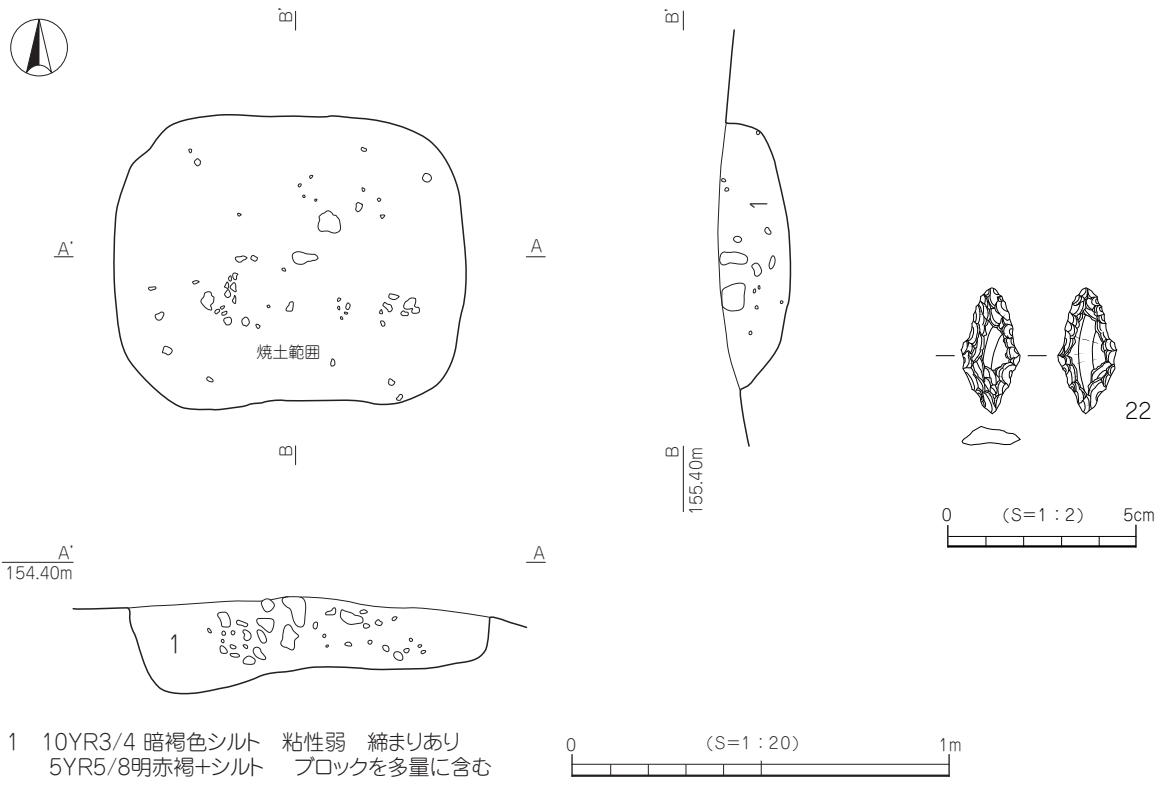 B'
B'
A'
A
焼土範囲
B
B
155.40m
22
0 (S=1:2) 5cm
A'
154.40m
A
1
1
1 10YR3/4 暗褐色シルト 粘性弱 締まりあり
5YR5/8明赤褐+シルト ブロックを多量に含む
0 (S=1:20) 1m